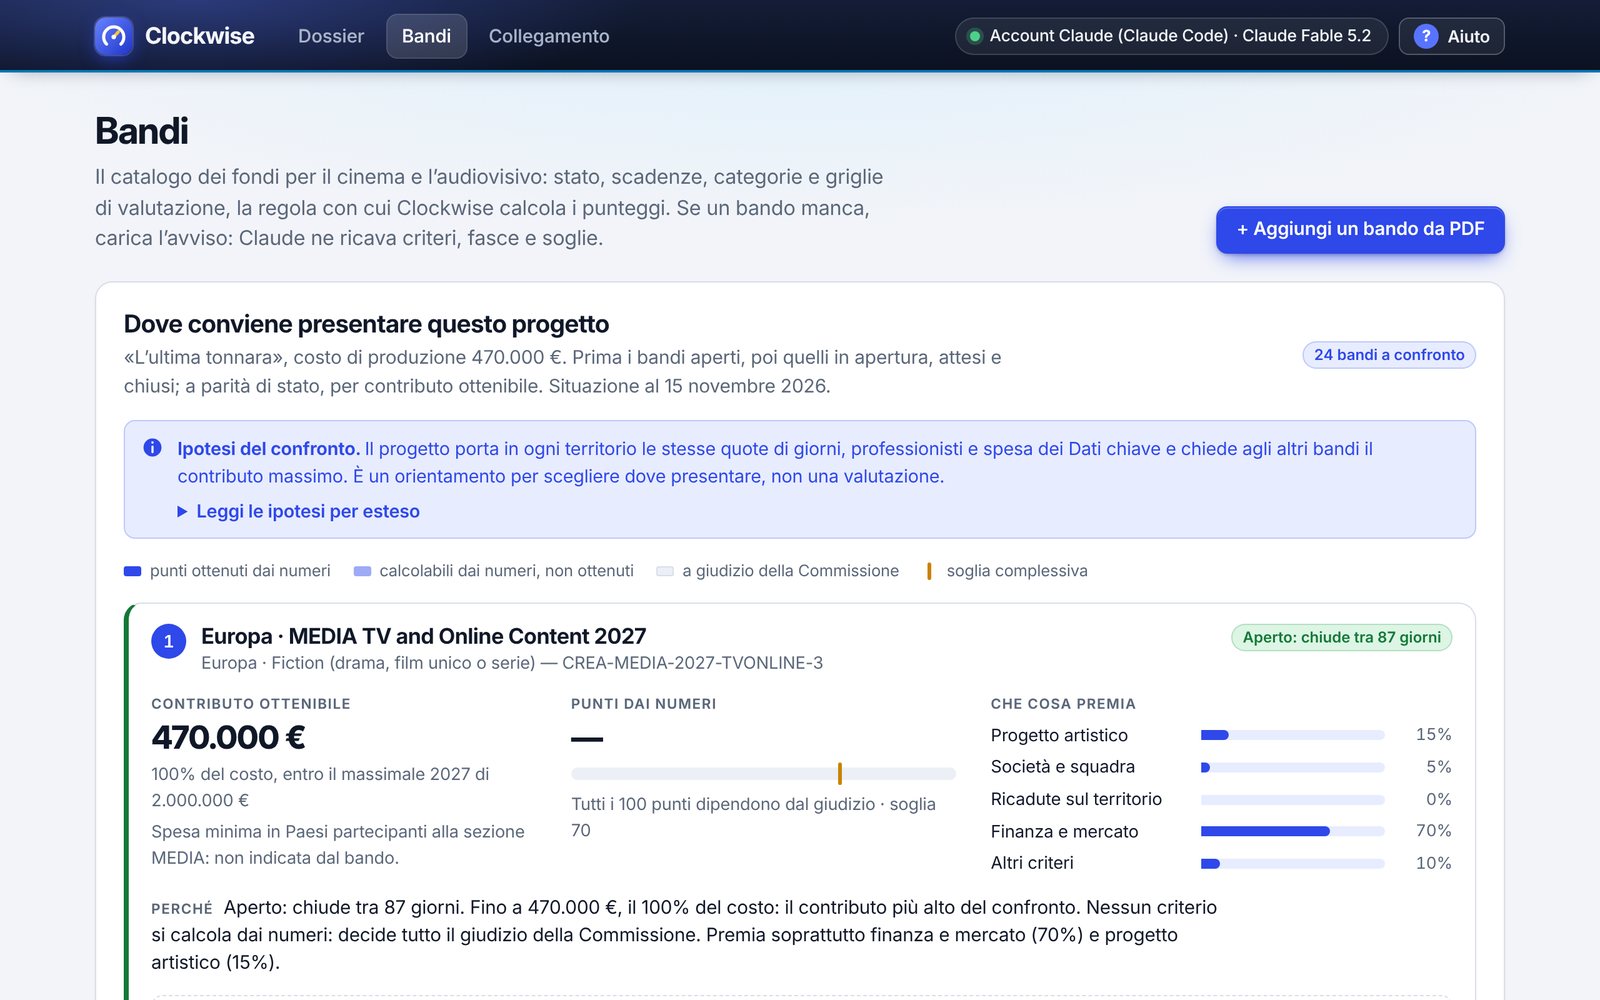 Clockwise
Dossier
Bandi
Collegamento
Account Claude (Claude Code) · Claude Fable 5.2
? Aiuto
Bandi
Il catalogo dei fondi per il cinema e l’audiovisivo: stato, scadenze, categorie e griglie
di valutazione, la regola con cui Clockwise calcola i punteggi. Se un bando manca,
carica l’avviso: Claude ne ricava criteri, fasce e soglie.
+ Aggiungi un bando da PDF
Dove conviene presentare questo progetto
«L’ultima tonnara», costo di produzione 470.000 €. Prima i bandi aperti, poi quelli in apertura, attesi e
chiusi; a parità di stato, per contributo ottenibile. Situazione al 15 novembre 2026.
24 bandi a confronto
Ipotesi del confronto. Il progetto porta in ogni territorio le stesse quote di giorni, professionisti e spesa dei Dati chiave e chiede agli altri bandi il
contributo massimo. È un orientamento per scegliere dove presentare, non una valutazione.
Leggi le ipotesi per esteso
punti ottenuti dai numeri
calcolabili dai numeri, non ottenuti
a giudizio della Commissione
soglia complessiva
1
Europa · MEDIA TV and Online Content 2027
Europa · Fiction (drama, film unico o serie) — CREA-MEDIA-2027-TVONLINE-3
Aperto: chiude tra 87 giorni
CONTRIBUTO OTTENIBILE
470.000 €
100% del costo, entro il massimale 2027 di
2.000.000 €
Spesa minima in Paesi partecipanti alla sezione
MEDIA: non indicata dal bando.
PUNTI DAI NUMERI
—
Tutti i 100 punti dipendono dal giudizio · soglia
70
CHE COSA PREMIA
Progetto artistico 15%
Società e squadra 5%
Ricadute sul territorio 0%
Finanza e mercato 70%
Altri criteri 10%
PERCHÉ Aperto: chiude tra 87 giorni. Fino a 470.000 €, il 100% del costo: il contributo più alto del confronto. Nessun criterio
si calcola dai numeri: decide tutto il giudizio della Commissione. Premia soprattutto finanza e mercato (70%) e progetto
artistico (15%).